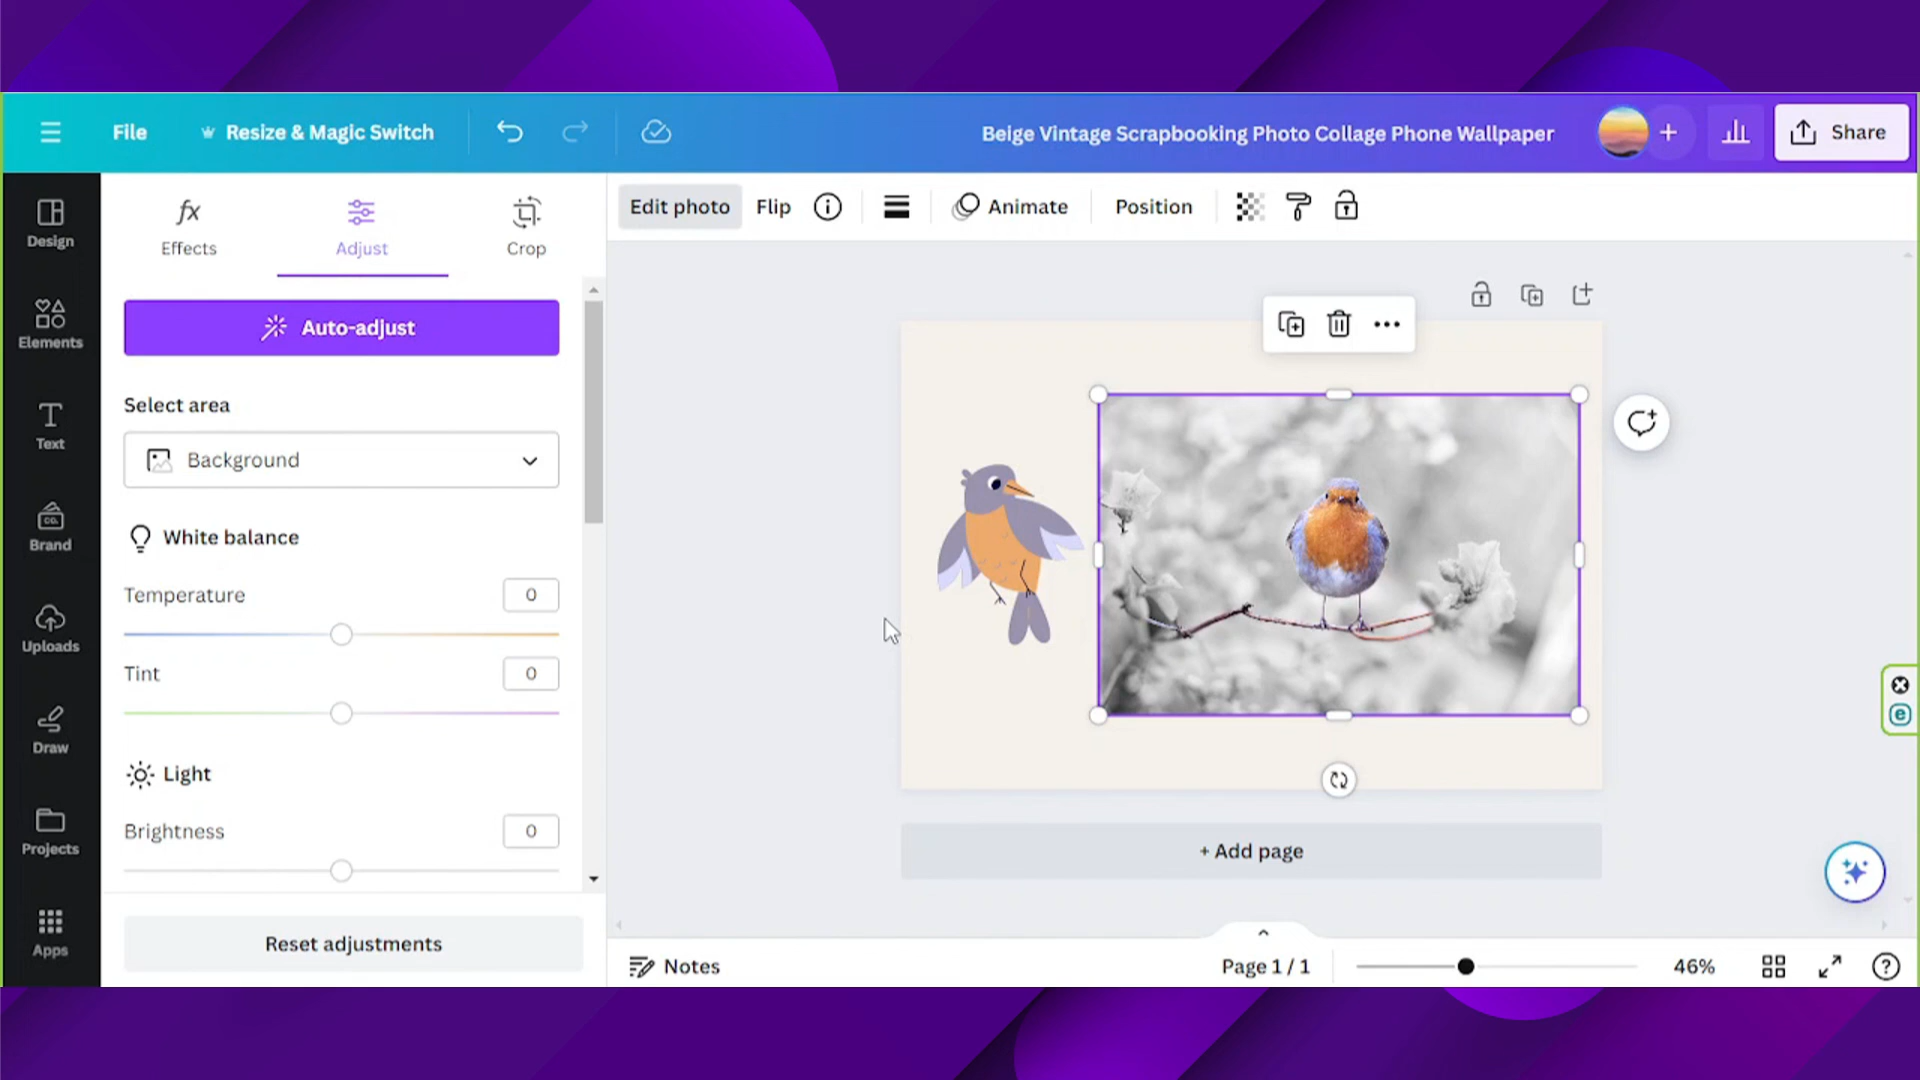 File
Resize & Magic Switch
Beige Vintage Scrapbooking Photo Collage Phone Wallpaper
+
Share
Design
Elements
Text
CO.
Brand
Uploads
Draw
Projects
Apps
fx
Effects
Adjust
Crop
Auto-adjust
Select area
Background
White balance
Temperature
0
Tint
0
Light
Brightness
0
Reset adjustments
Edit photo
Flip
Animate
Position
+ Add page
Notes
Page 1 / 1
46%
?
e